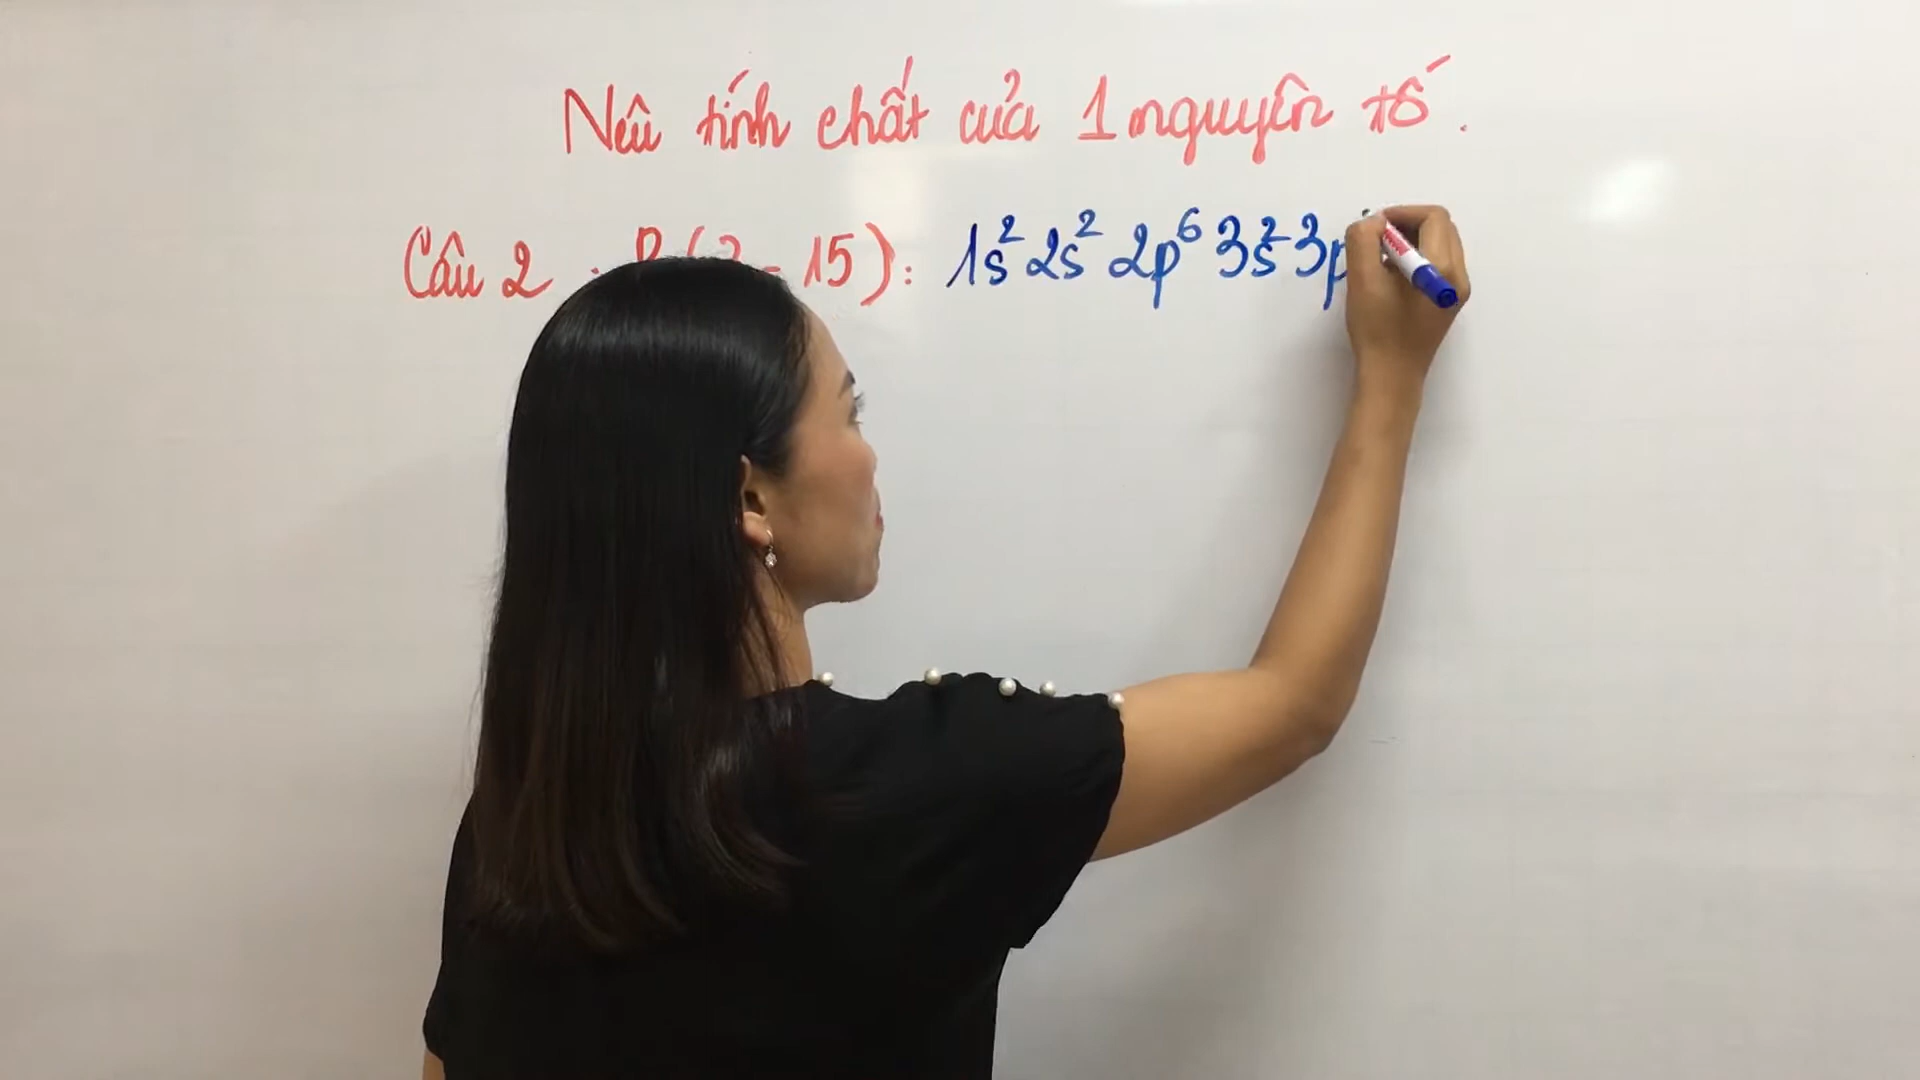 Nêu tính chất của 1 nguyên tố.
Câu 2 : 15): 1s² 2s² 2p⁶ 3s² 3p